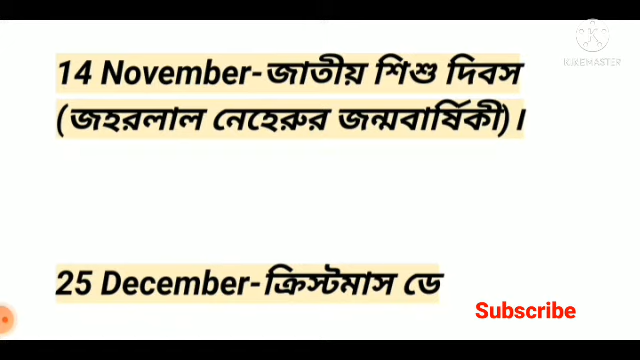 KINEMASTER
14 November-জাতীয় শিশু দিবস
(জহরলাল নেহেরুর জন্মবার্ষিকী)।
25 December-ক্রিস্টমাস ডে
Subscribe